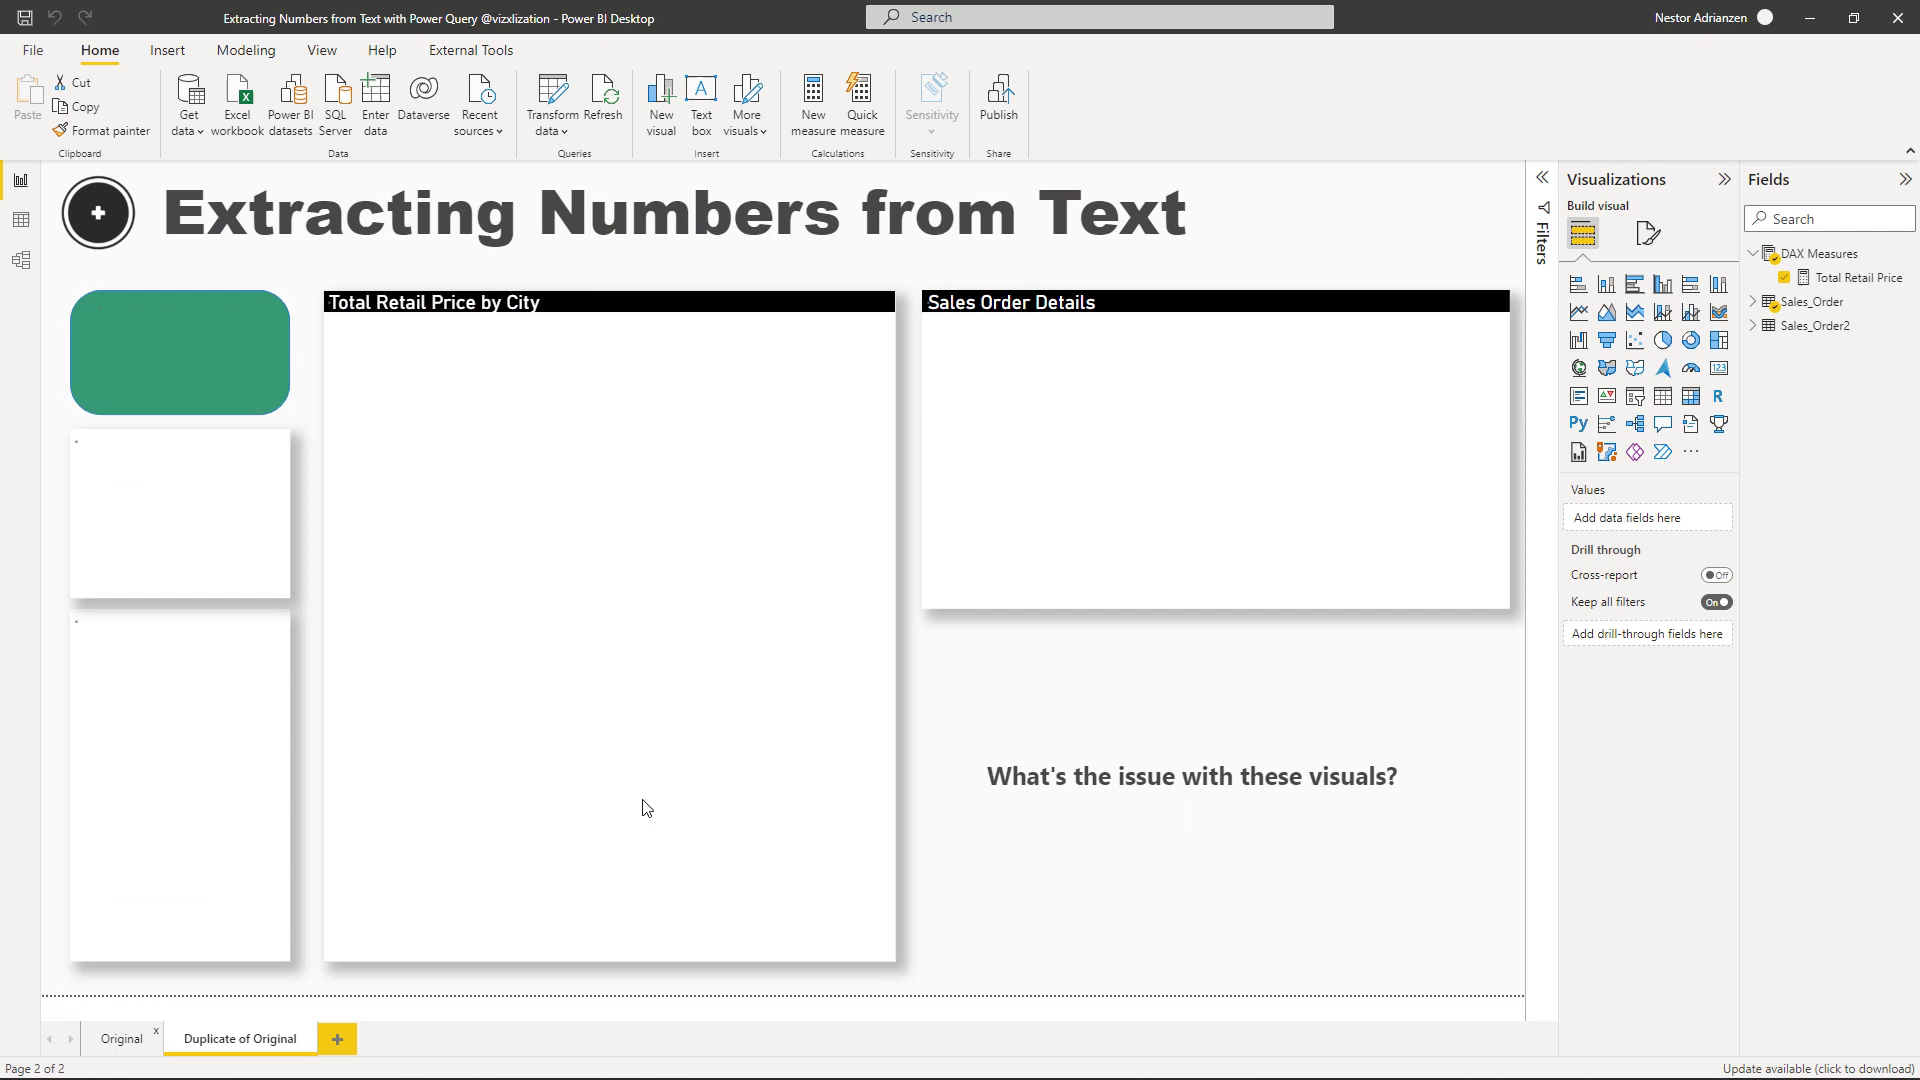 Extracting Numbers from Text with Power Query @vizxlization - Power BI Desktop
Search
Nestor Adrianzen
File
Home
Insert
Modeling
View
Help
External Tools
Paste
Cut
Copy
Format painter
Clipboard
Get data
Excel workbook
Power BI datasets
SQL Server
Enter data
Dataverse
Recent sources
Data
Transform data
Refresh
Queries
New visual
Text box
More visuals
Insert
New measure
Quick measure
Calculations
Sensitivity
Sensitivity
Publish
Share
Extracting Numbers from Text
Total Retail Price by City
Sales Order Details
What's the issue with these visuals?
Filters
Visualizations
Build visual
123
R
Py
Values
Add data fields here
Drill through
Cross-report
Off
Keep all filters
On
Add drill-through fields here
Fields
Search
DAX Measures
Total Retail Price
Sales_Order
Sales_Order2
Original
x
Duplicate of Original
Page 2 of 2
Update available (click to download)